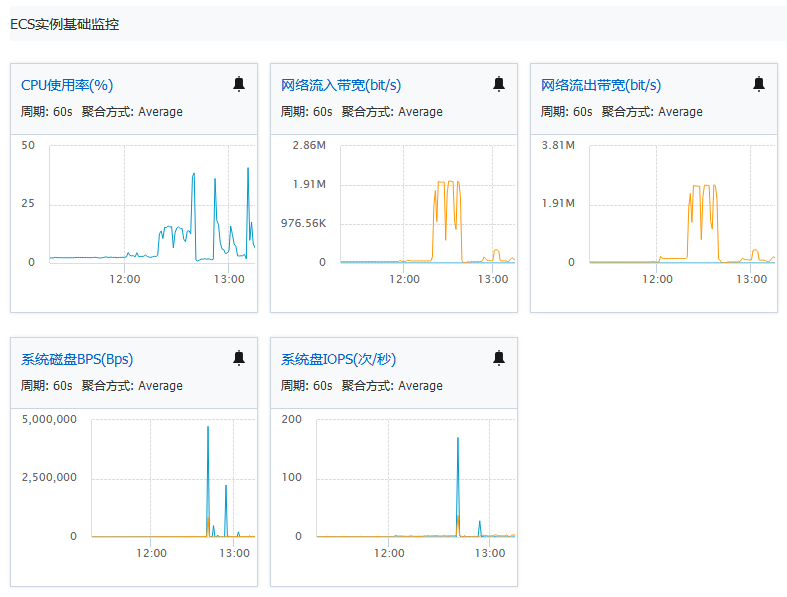 ECS实例基础监控
CPU使用率(%)
周期: 60s 聚合方式: Average
50
25
0
12:00 13:00
网络流入带宽(bit/s)
周期: 60s 聚合方式: Average
2.86M
1.91M
976.56K
0
12:00 13:00
网络流出带宽(bit/s)
周期: 60s 聚合方式: Average
3.81M
1.91M
0
12:00 13:00
系统磁盘BPS(Bps)
周期: 60s 聚合方式: Average
5,000,000
2,500,000
0
12:00 13:00
系统盘IOPS(次/秒)
周期: 60s 聚合方式: Average
200
100
0
12:00 13:00